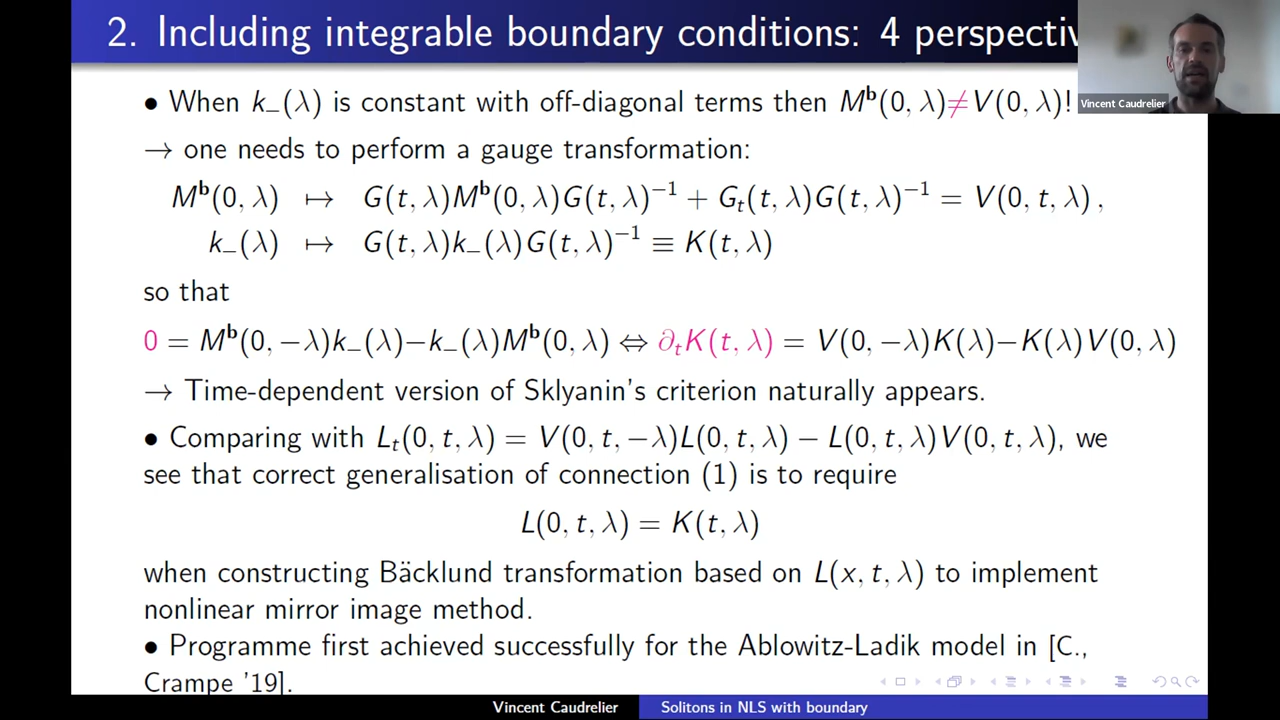 2. Including integrable boundary conditions: 4 perspectiv
Vincent Caudrelier
• When k₋(λ) is constant with off-diagonal terms then Mᵇ(0, λ)≠V(0, λ)!
→ one needs to perform a gauge transformation:
Mᵇ(0, λ) ↦ G(t, λ)Mᵇ(0, λ)G(t, λ)⁻¹ + Gₜ(t, λ)G(t, λ)⁻¹ = V(0, t, λ) ,
k₋(λ) ↦ G(t, λ)k₋(λ)G(t, λ)⁻¹ ≡ K(t, λ)
so that
0 = Mᵇ(0, −λ)k₋(λ)−k₋(λ)Mᵇ(0, λ) ⇔ ∂ₜK(t, λ) = V(0, −λ)K(λ)−K(λ)V(0, λ)
→ Time-dependent version of Sklyanin's criterion naturally appears.
• Comparing with Lₜ(0, t, λ) = V(0, t, −λ)L(0, t, λ) − L(0, t, λ)V(0, t, λ), we
see that correct generalisation of connection (1) is to require
L(0, t, λ) = K(t, λ)
when constructing Bäcklund transformation based on L(x, t, λ) to implement
nonlinear mirror image method.
• Programme first achieved successfully for the Ablowitz-Ladik model in [C.,
Crampe '19].
Vincent Caudrelier
Solitons in NLS with boundary